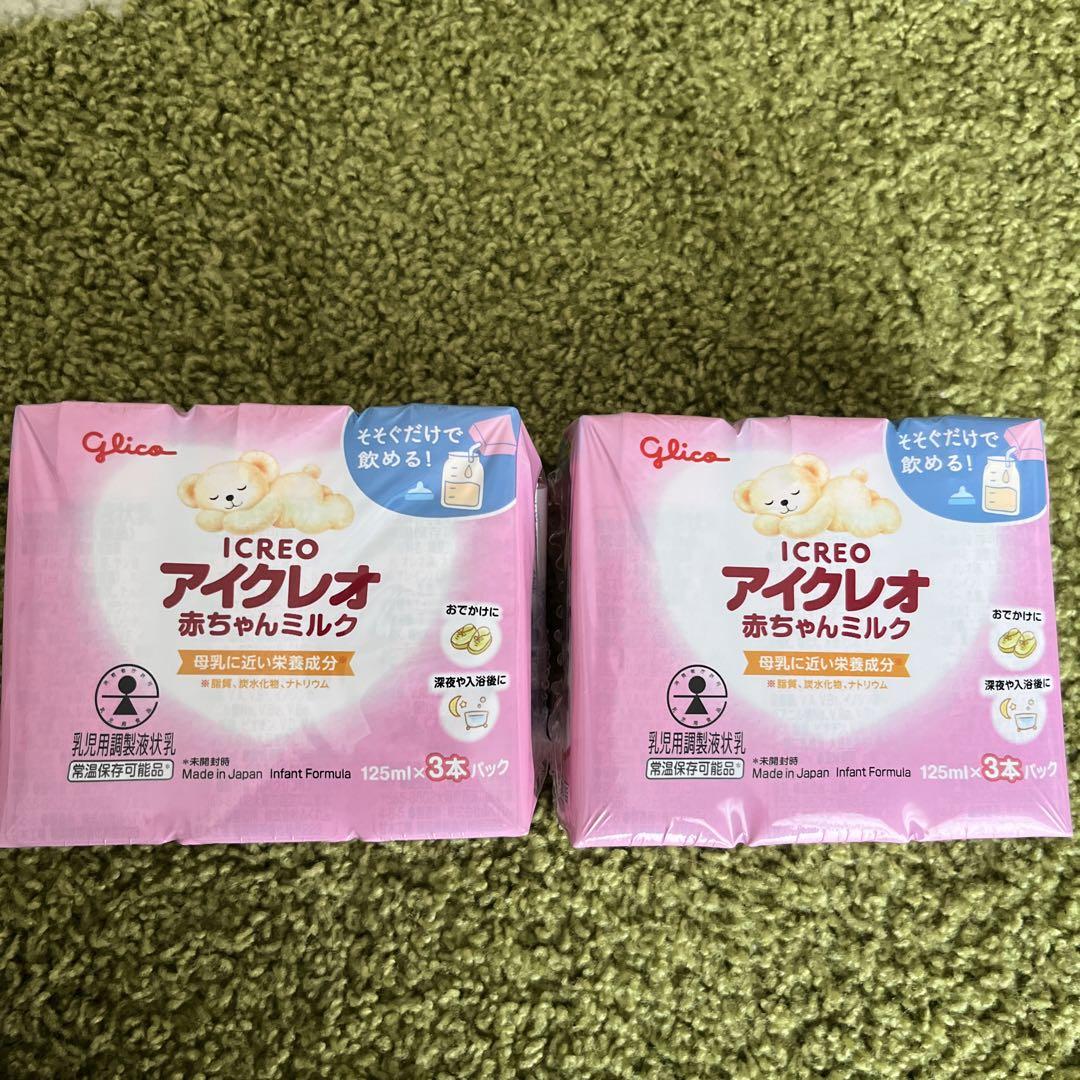 glico
そそぐだけで
飲める!
ICREO
アイクレオ
赤ちゃんミルク
母乳に近い栄養成分※
※脂質、炭水化物、ナトリウム
おでかけに
深夜や入浴後に
乳児用調製液状乳
常温保存可能品*
*未開封時
Made in Japan Infant Formula
125ml×3本パック
glico
そそぐだけで
飲める!
ICREO
アイクレオ
赤ちゃんミルク
母乳に近い栄養成分※
※脂質、炭水化物、ナトリウム
おでかけに
深夜や入浴後に
乳児用調製液状乳
常温保存可能品*
*未開封時
Made in Japan Infant Formula
125ml×3本パック